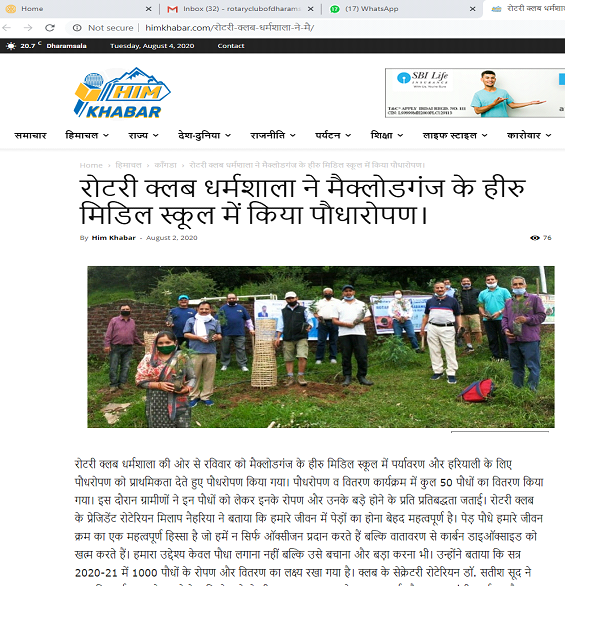 Home
Inbox (32) - rotaryclubofdharams
(17) WhatsApp
रोटरी क्लब धर्मश
Not secure | himkhabar.com/रोटरी-क्लब-धर्मशाला-ने-मै/
20.7 C Dharamsala Tuesday, August 4, 2020 Contact
HIM
KHABAR
SBI Life
INSURANCE
समाचार हिमाचल राज्य देश-दुनिया राजनीति पर्यटन शिक्षा लाइफ स्टाइल कारोबार
Home › हिमाचल › काँगड़ा › रोटरी क्लब धर्मशाला ने मैक्लोडगंज के हीरु मिडिल स्कूल में किया पौधारोपण।
रोटरी क्लब धर्मशाला ने मैक्लोडगंज के हीरु
मिडिल स्कूल में किया पौधारोपण।
By Him Khabar - August 2, 2020 76
रोटरी क्लब धर्मशाला की ओर से रविवार को मैक्लोडगंज के हीरु मिडिल स्कूल में पर्यावरण और हरियाली के लिए
पौधरोपण को प्राथमिकता देते हुए पौधरोपण किया गया। पौधरोपण व वितरण कार्यक्रम में कुल 50 पौधों का वितरण किया
गया। इस दौरान ग्रामीणों ने इन पौधों को लेकर इनके रोपण और उनके बड़े होने के प्रति प्रतिबद्धता जताई। रोटरी क्लब
के प्रेजिडेंट रोटेरियन मिलाप नैहरिया ने बताया कि हमारे जीवन में पेड़ों का होना बेहद महत्वपूर्ण है। पेड़ पौधे हमारे जीवन
क्रम का एक महत्वपूर्ण हिस्सा है जो हमें न सिर्फ ऑक्सीजन प्रदान करते हैं बल्कि वातावरण से कार्बन डाइऑक्साइड को
खत्म करते हैं। हमारा उद्देश्य केवल पौधा लगाना नहीं बल्कि उसे बचाना और बड़ा करना भी। उन्होंने बताया कि सत्र
2020-21 में 1000 पौधों के रोपण और वितरण का लक्ष्य रखा गया है। क्लब के सेक्रेटरी रोटेरियन डॉ. सतीश सूद ने